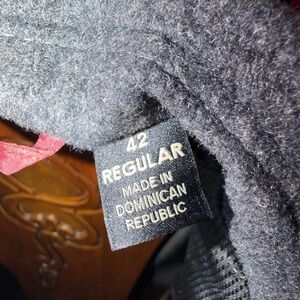 42
REGULAR
MADE IN
DOMINICAN
REPUBLIC